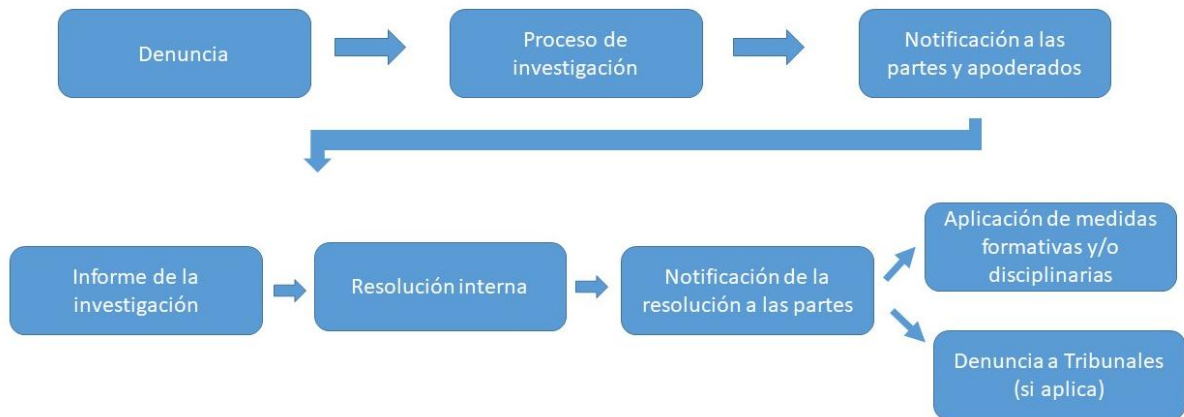 Denuncia
Proceso de
investigación
Notificación a las
partes y apoderados
Informe de la
investigación
Resolución interna
Notificación de la
resolución a las partes
Aplicación de medidas
formativas y/o
disciplinarias
Denuncia a Tribunales
(si aplica)